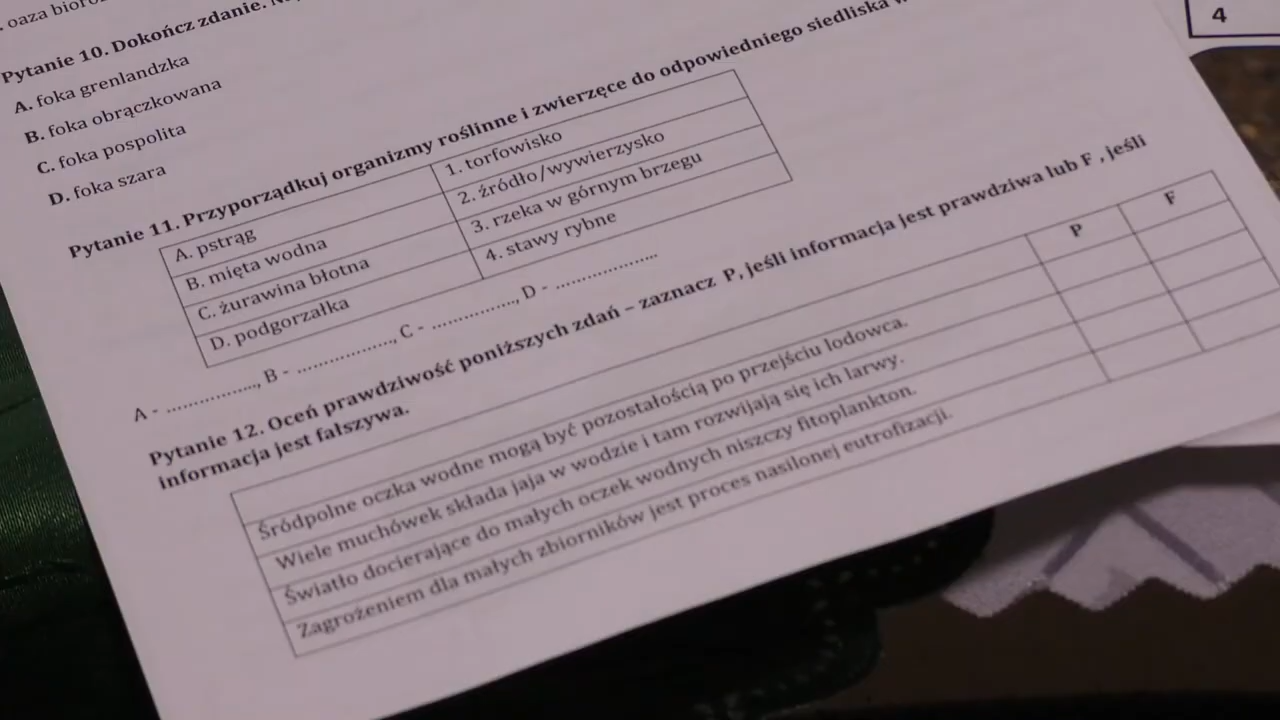 . oaza
4
Pytanie 10. Dokończ zdanie.
A. foka grenlandzka
B. foka obrączkowana
C. foka pospolita
D. foka szara
Pytanie 11. Przyporządkuj organizmy roślinne i zwierzęce do odpowiedniego siedliska
A. pstrąg
1. torfowisko
B. mięta wodna
2. źródło/wywierzysko
C. żurawina błotna
3. rzeka w górnym brzegu
D. podgorzałka
4. stawy rybne
A - ................., B - .................., C - ................, D - ....................
Pytanie 12. Oceń prawdziwość poniższych zdań – zaznacz P, jeśli informacja jest prawdziwa lub F , jeśli
informacja jest fałszywa.
P F
Śródpolne oczka wodne mogą być pozostałością po przejściu lodowca.
Wiele muchówek składa jaja w wodzie i tam rozwijają się ich larwy.
Światło docierające do małych oczek wodnych niszczy fitoplankton.
Zagrożeniem dla małych zbiorników jest proces nasilonej eutrofizacji.